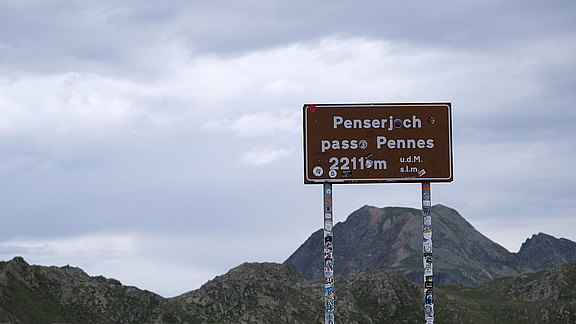 Penserjoch
passo Pennes
2211 m
u.d.M.
s.l.m.